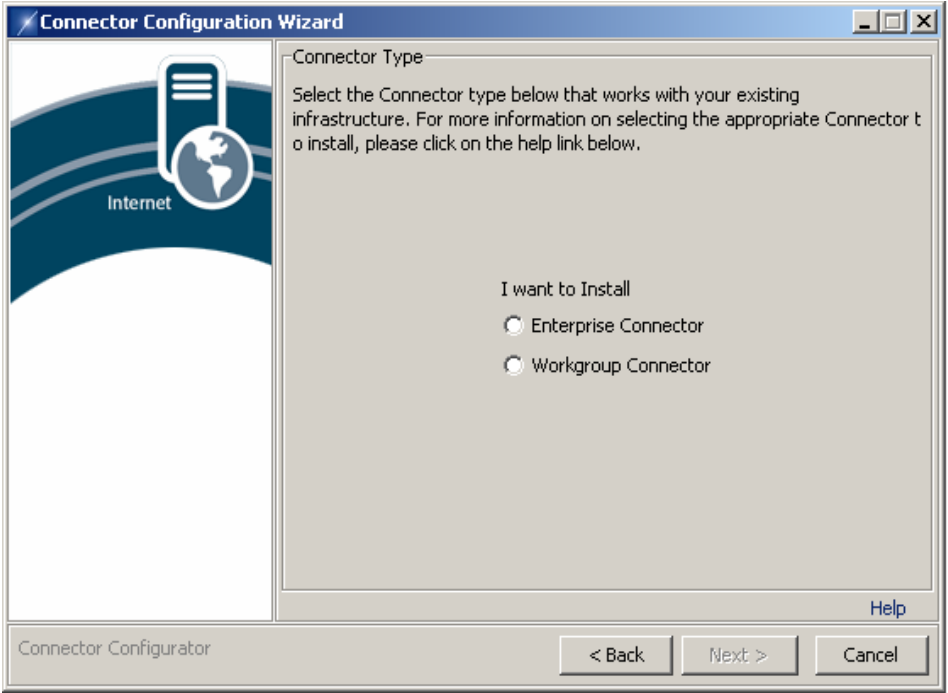 Connector Configuration Wizard
Internet
Connector Type
Select the Connector type below that works with your existing
infrastructure. For more information on selecting the appropriate Connector t
o install, please click on the help link below.
I want to Install
Enterprise Connector
Workgroup Connector
Help
Connector Configurator
< Back
Next >
Cancel